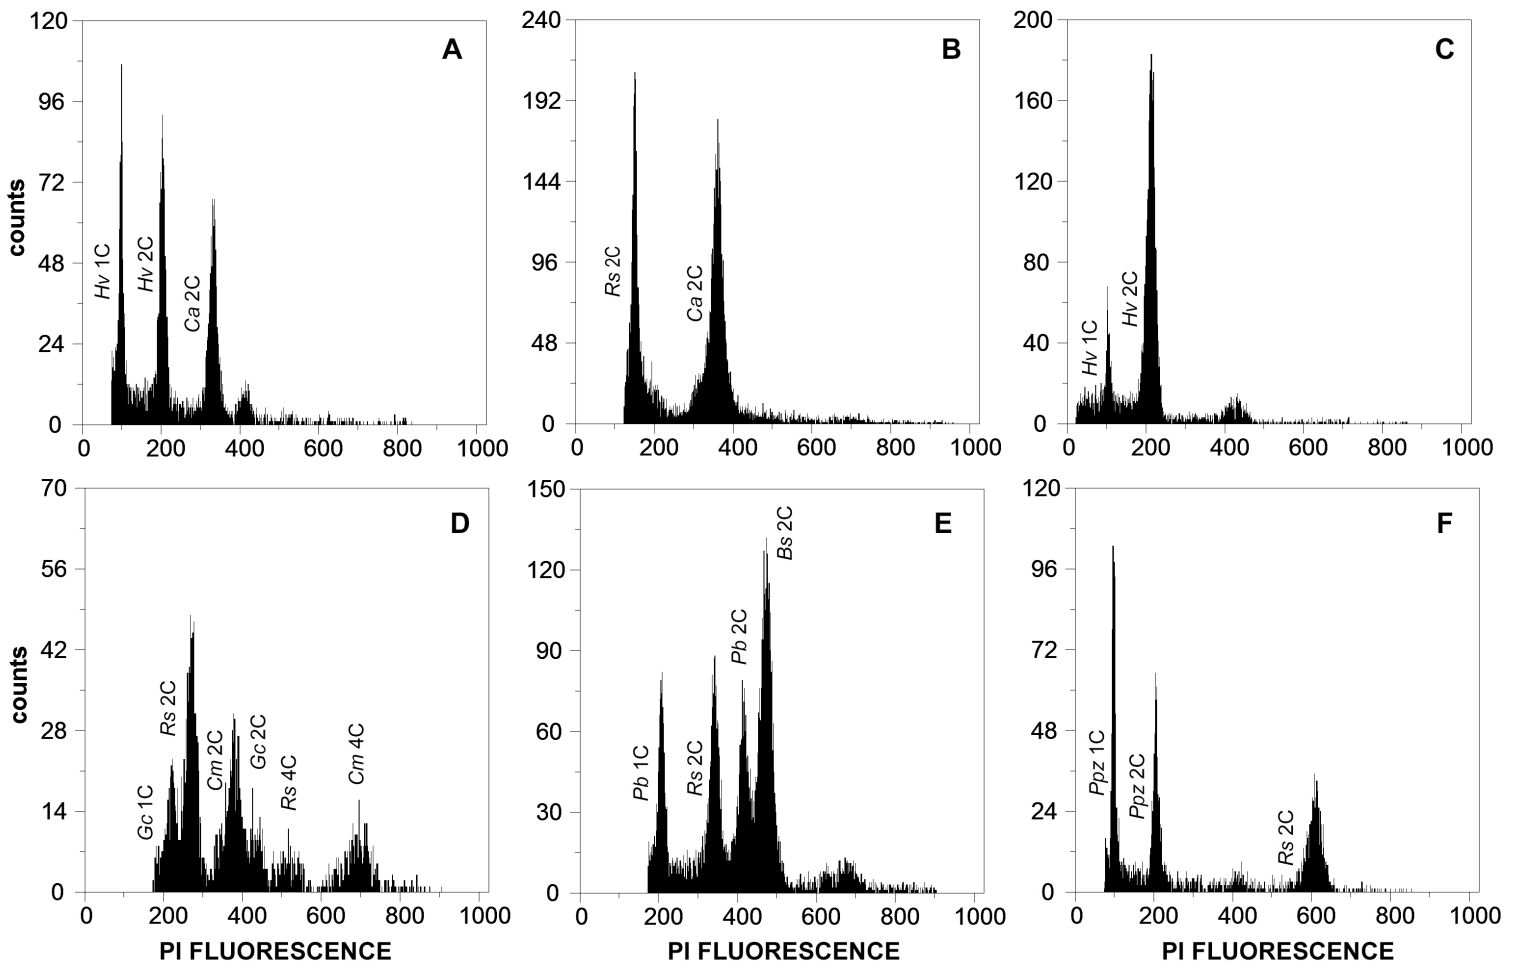 120
96
72
48
24
0
counts
A
Hv 1C
Hv 2C
Ca 2C
0 200 400 600 800 1000
240
192
144
96
48
0
B
Rs 2C
Ca 2C
0 200 400 600 800 1000
200
160
120
80
40
0
C
Hv 1C
Hv 2C
0 200 400 600 800 1000
70
56
42
28
14
0
counts
D
Gc 1C
Rs 2C
Cm 2C
Gc 2C
Rs 4C
Cm 4C
0 200 400 600 800 1000
PI FLUORESCENCE
150
120
90
60
30
0
E
Pb 1C
Rs 2C
Pb 2C
Bs 2C
0 200 400 600 800 1000
PI FLUORESCENCE
120
96
72
48
24
0
F
Ppz 1C
Ppz 2C
Rs 2C
0 200 400 600 800 1000
PI FLUORESCENCE